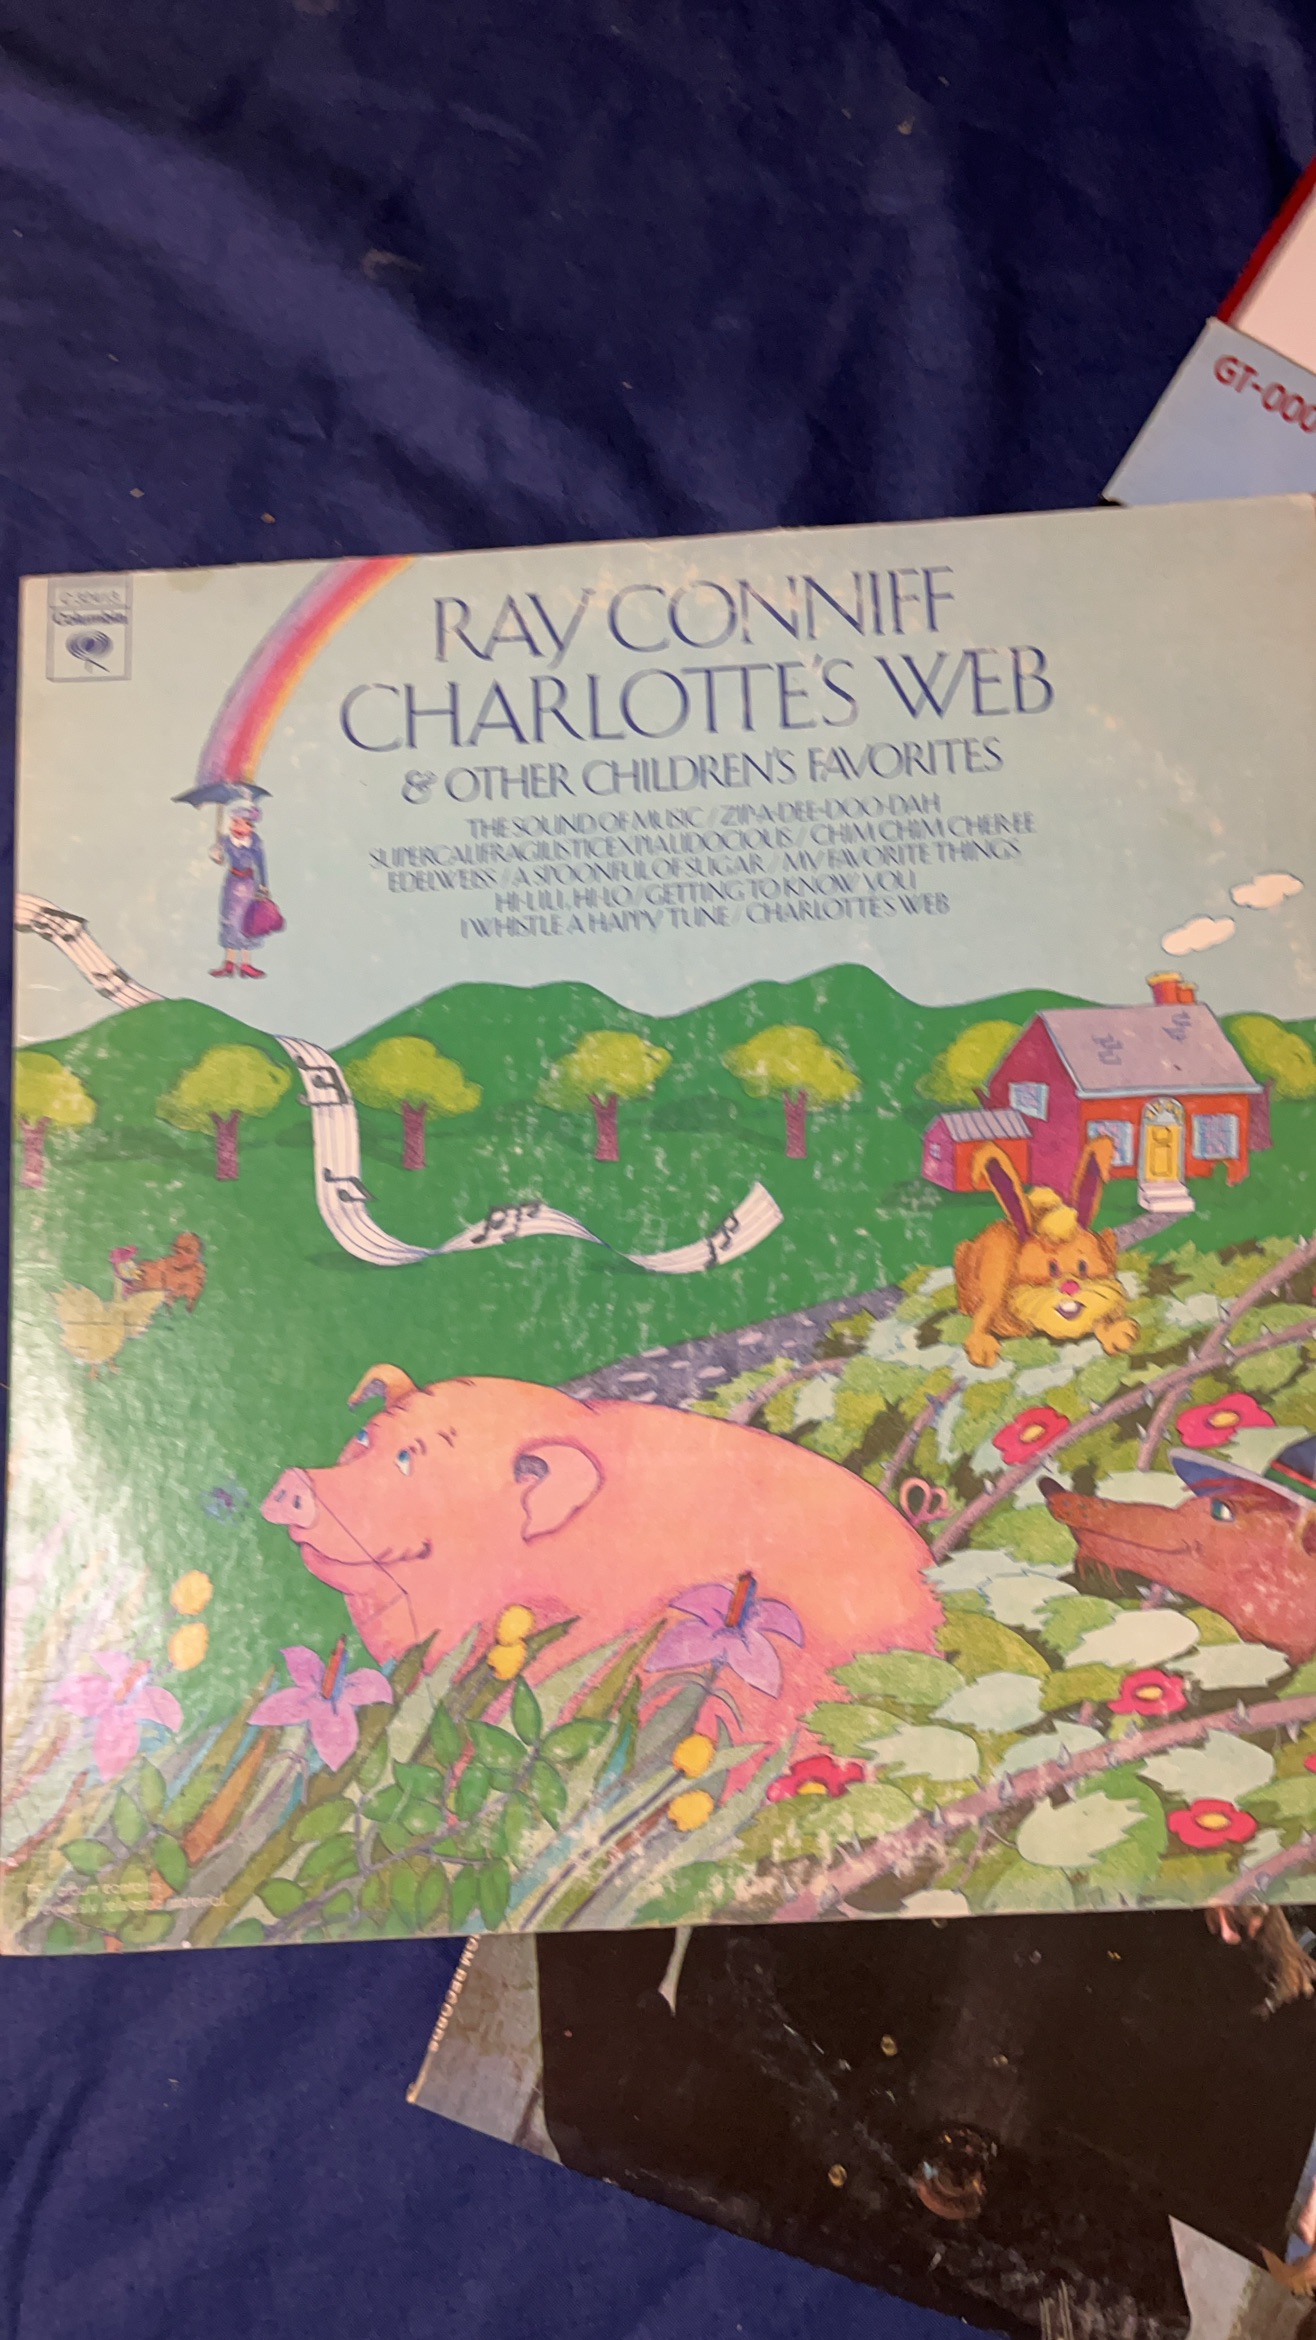 GT-000
Columbia
RAY CONNIFF
CHARLOTTE'S WEB
& OTHER CHILDREN'S FAVORITES
THE SOUND OF MUSIC / ZIP-A-DEE-DOO-DAH
SUPERCALIFRAGILISTICEXPIALIDOCIOUS / CHIM CHIM CHER-EE
EDELWEISS / A SPOONFUL OF SUGAR / MY FAVORITE THINGS
HI-LILI, HI-LO / GETTING TO KNOW YOU
I WHISTLE A HAPPY TUNE / CHARLOTTE'S WEB
RECORDS